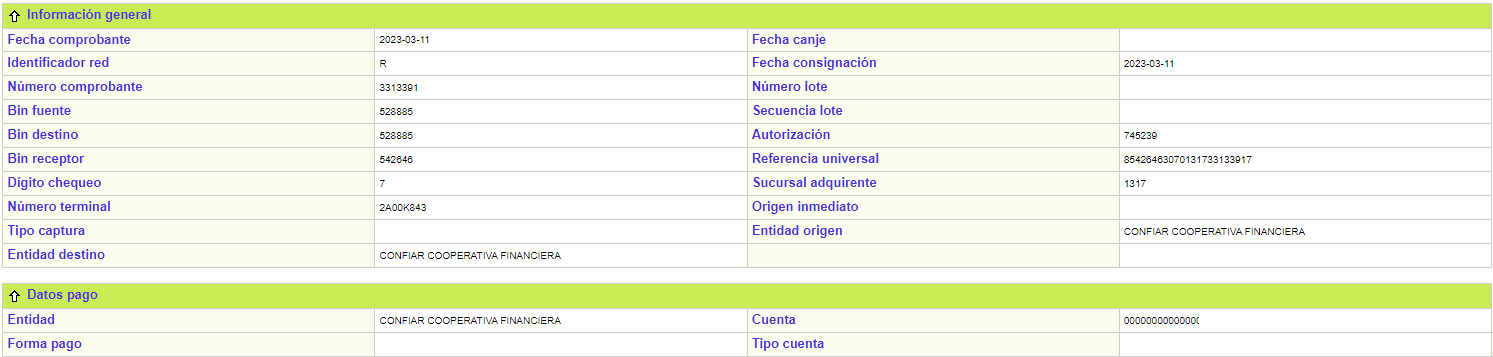 Información general
Fecha comprobante 2023-03-11 Fecha canje
Identificador red R Fecha consignación 2023-03-11
Número comprobante 3313391 Número lote
Bin fuente 528885 Secuencia lote
Bin destino 528885 Autorización 745239
Bin receptor 542646 Referencia universal 85426463070131733133917
Dígito chequeo 7 Sucursal adquirente 1317
Número terminal 2A00K843 Origen inmediato
Tipo captura Entidad origen CONFIAR COOPERATIVA FINANCIERA
Entidad destino CONFIAR COOPERATIVA FINANCIERA
Datos pago
Entidad CONFIAR COOPERATIVA FINANCIERA Cuenta 00000000000000
Forma pago Tipo cuenta